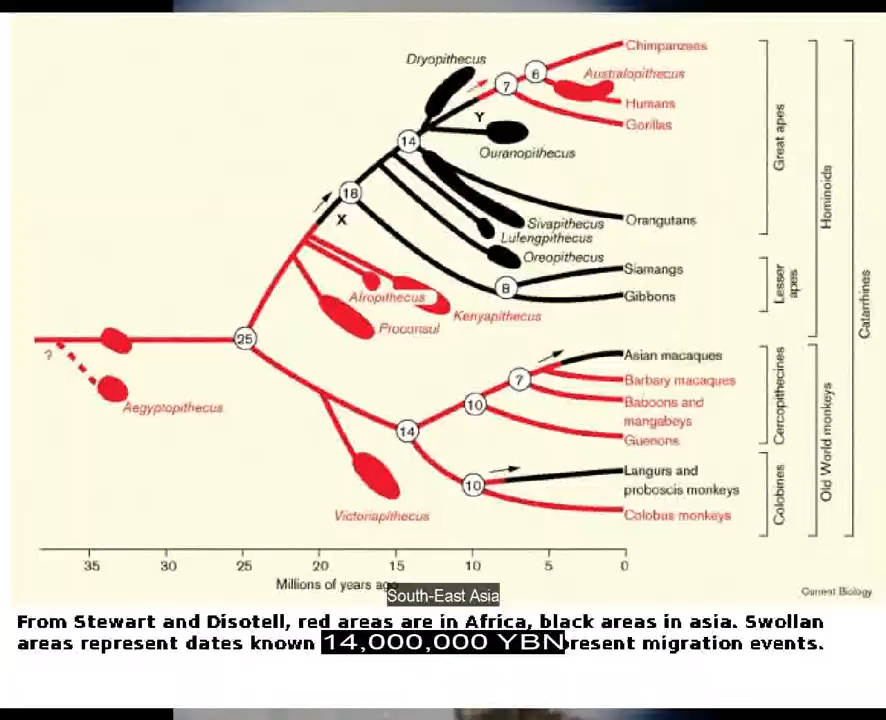 Dryopithecus
Chimpanzees
6
Australopithecus
7
Humans
Y
Gorillas
14
Ouranopithecus
Great apes
18
X
Sivapithecus
Orangutans
Lufengpithecus
Hominoids
Oreopithecus
Siamangs
8
Gibbons
Lesser
apes
Afropithecus
Kenyapithecus
Proconsul
Catarrhines
25
?
Aegyptopithecus
Asian macaques
7
Barbary macaques
10
Baboons and
mangabeys
Guenons
Cercopithecines
14
Old World monkeys
10
Langurs and
proboscis monkeys
Colobus monkeys
Colobines
Victoriapithecus
35 30 25 20 15 10 5 0
Millions of years ago
South-East Asia
Current Biology
From Stewart and Disotell, red areas are in Africa, black areas in asia. Swollan
areas represent dates known 14,000,000 YBN present migration events.